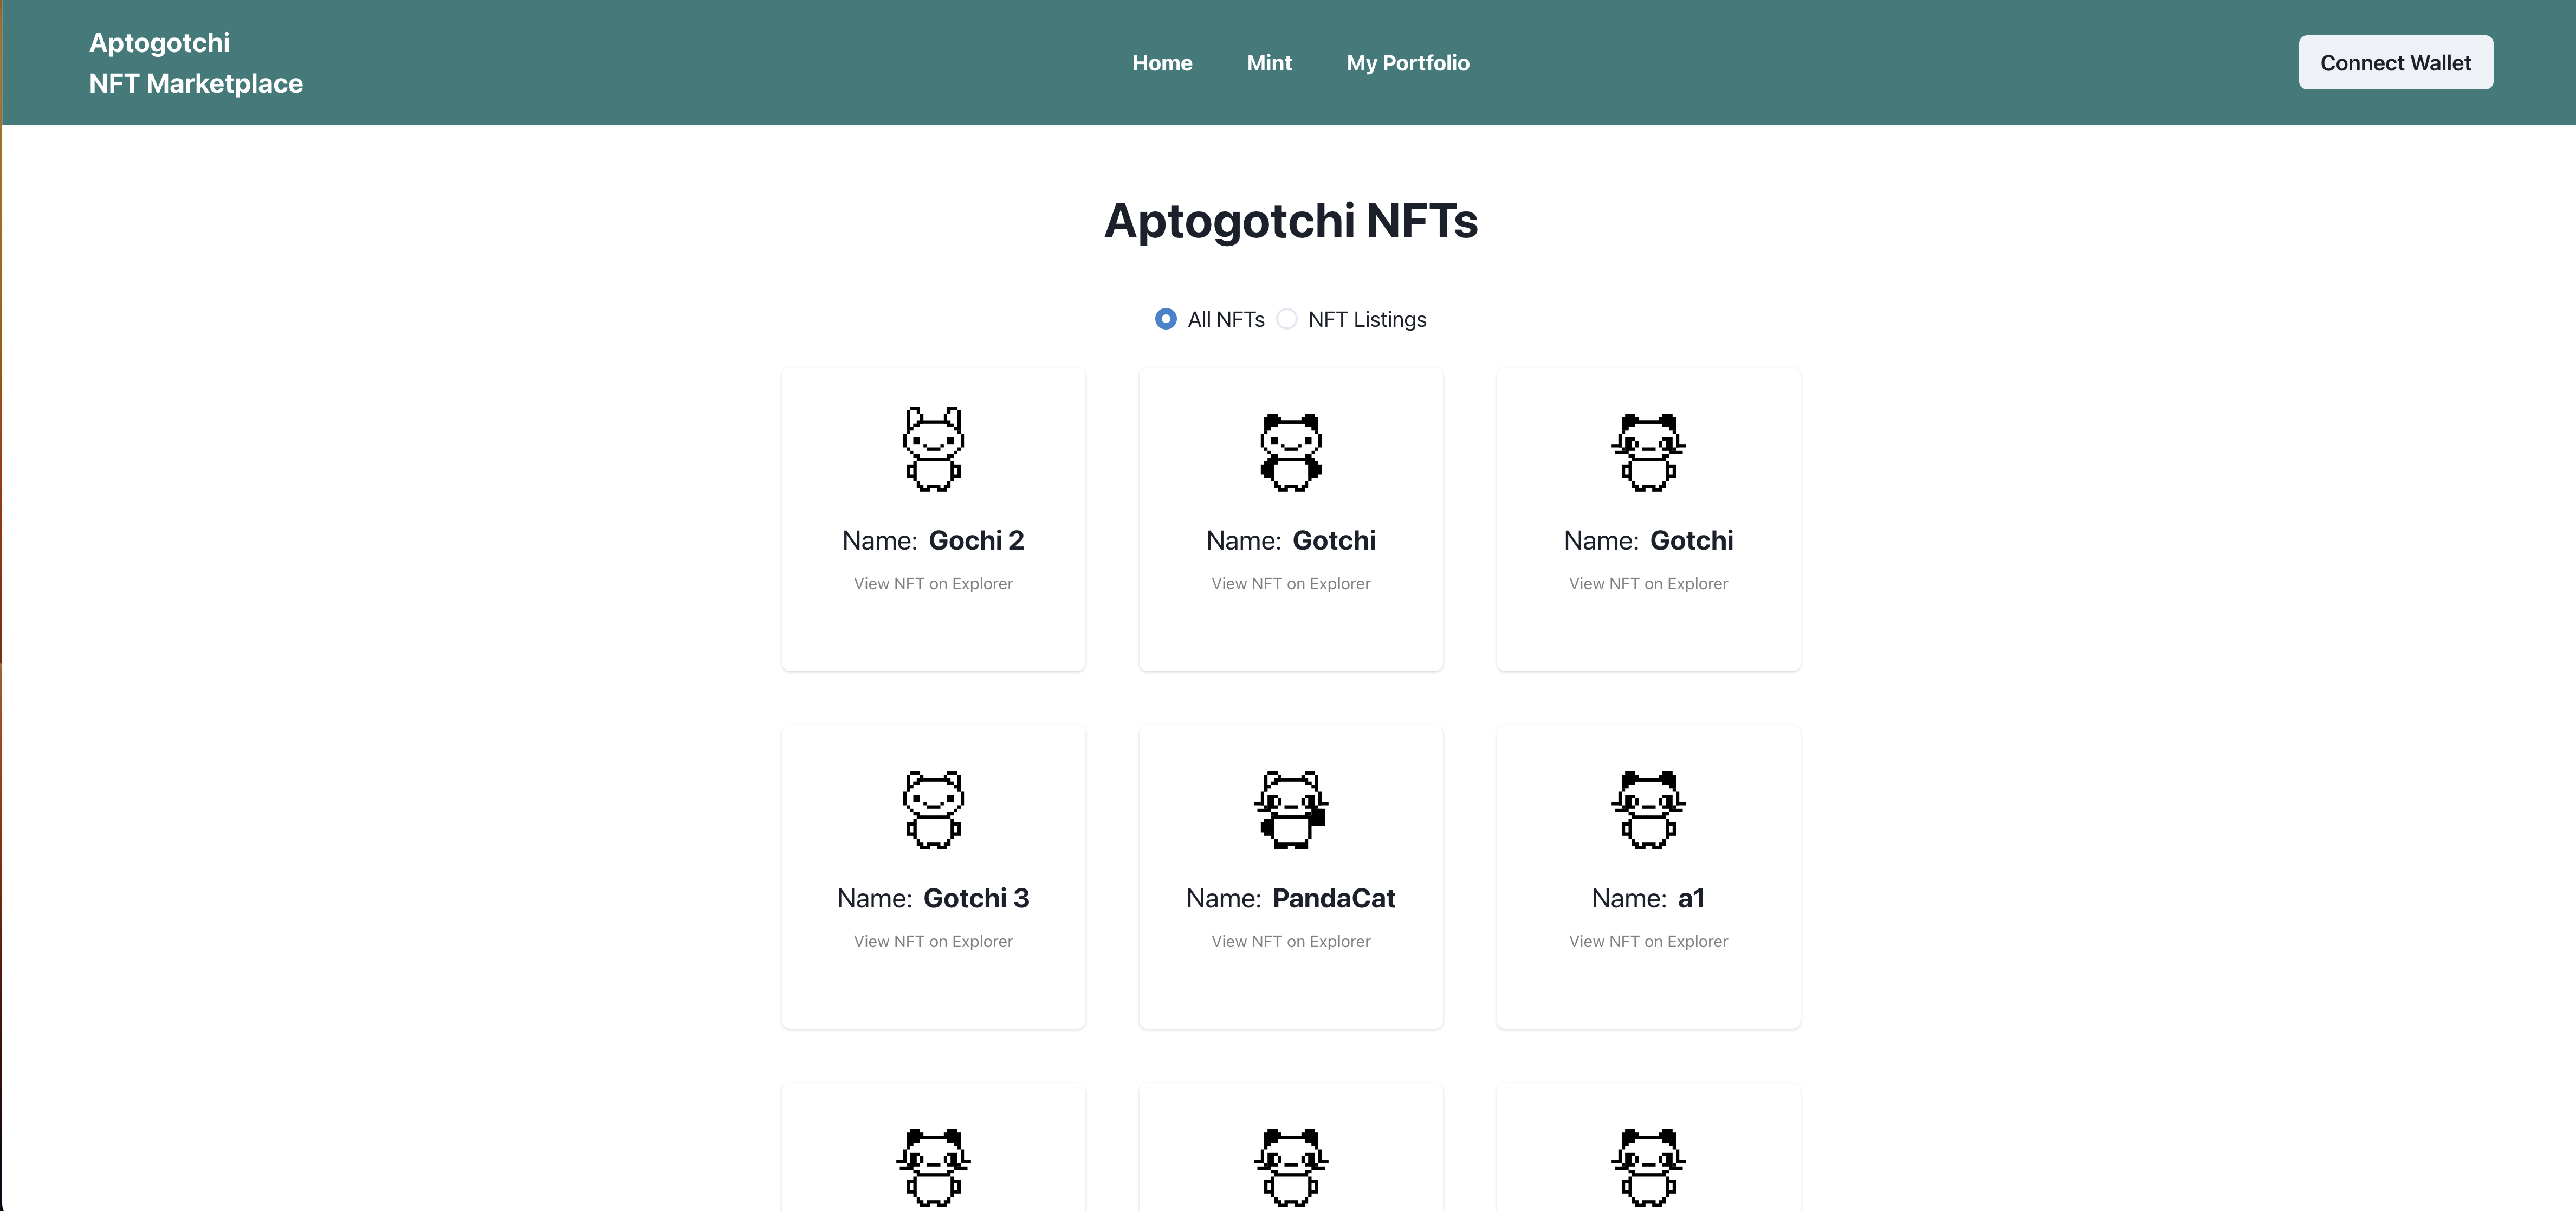 Aptogotchi
NFT Marketplace
Home Mint My Portfolio
Connect Wallet
Aptogotchi NFTs
All NFTs NFT Listings
Name: Gochi 2
View NFT on Explorer
Name: Gotchi
View NFT on Explorer
Name: Gotchi
View NFT on Explorer
Name: Gotchi 3
View NFT on Explorer
Name: PandaCat
View NFT on Explorer
Name: a1
View NFT on Explorer